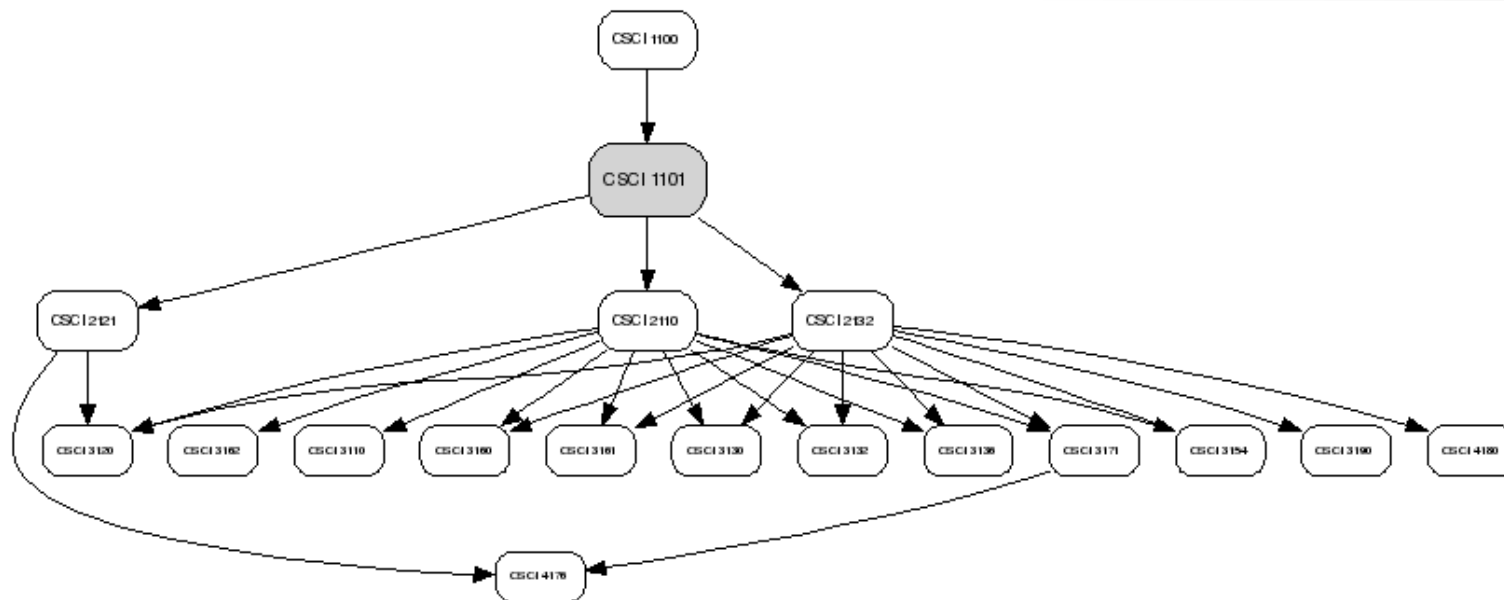 CSCI 1100
CSCI 1101
CSCI 2121
CSCI 2110
CSCI 2132
CSCI 3120
CSCI 3162
CSCI 3110
CSCI 3160
CSCI 3161
CSCI 3130
CSCI 3132
CSCI 3136
CSCI 3171
CSCI 3154
CSCI 3190
CSCI 4180
CSCI 4176